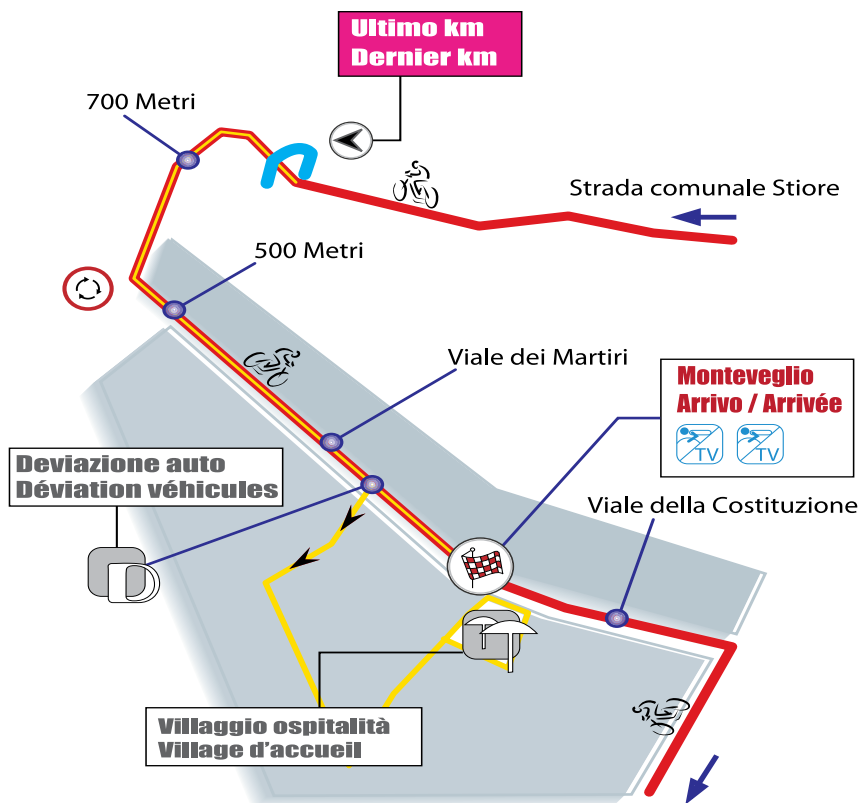 Ultimo km
Dernier km
700 Metri
Strada comunale Stiore
500 Metri
Viale dei Martiri
Monteveglio
Arrivo / Arrivée
TV TV
Deviazione auto
Déviation véhicules
Viale della Costituzione
Villaggio ospitalità
Village d'accueil